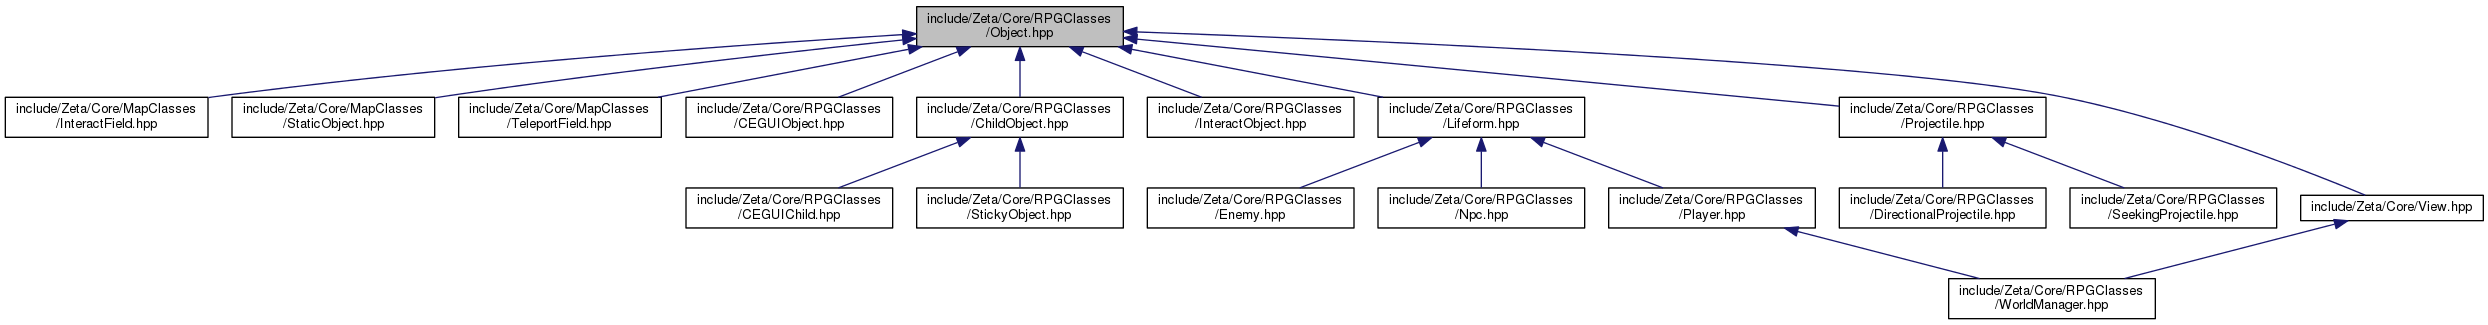 include/Zeta/Core/RPGClasses
/Object.hpp
include/Zeta/Core/MapClasses
/InteractField.hpp
include/Zeta/Core/MapClasses
/StaticObject.hpp
include/Zeta/Core/MapClasses
/TeleportField.hpp
include/Zeta/Core/RPGClasses
/CEGUIObject.hpp
include/Zeta/Core/RPGClasses
/ChildObject.hpp
include/Zeta/Core/RPGClasses
/InteractObject.hpp
include/Zeta/Core/RPGClasses
/Lifeform.hpp
include/Zeta/Core/RPGClasses
/Projectile.hpp
include/Zeta/Core/RPGClasses
/CEGUIChild.hpp
include/Zeta/Core/RPGClasses
/StickyObject.hpp
include/Zeta/Core/RPGClasses
/Enemy.hpp
include/Zeta/Core/RPGClasses
/Npc.hpp
include/Zeta/Core/RPGClasses
/Player.hpp
include/Zeta/Core/RPGClasses
/DirectionalProjectile.hpp
include/Zeta/Core/RPGClasses
/SeekingProjectile.hpp
include/Zeta/Core/View.hpp
include/Zeta/Core/RPGClasses
/WorldManager.hpp